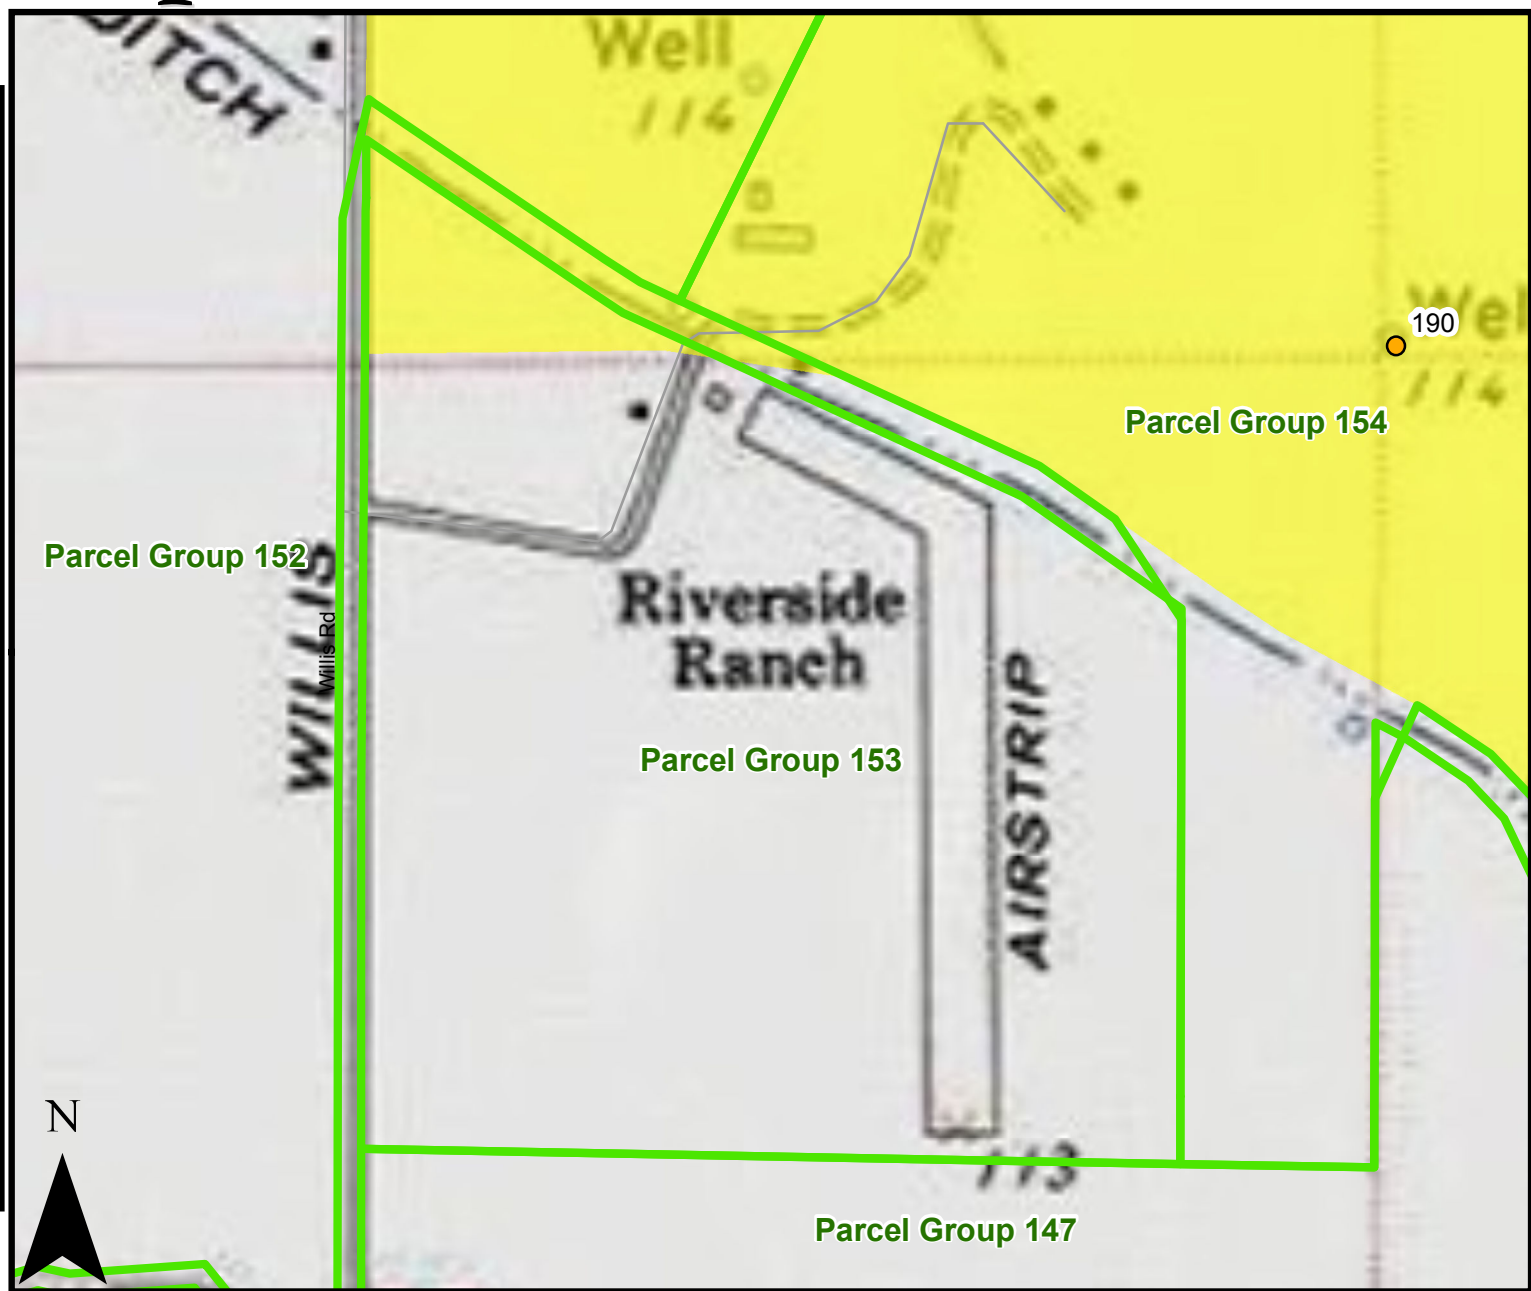 DITCH
Well
114
190
Wel
114
Parcel Group 154
Parcel Group 152
WILLIS
Willis Rd
Riverside
Ranch
Parcel Group 153
AIRSTRIP
113
N
Parcel Group 147